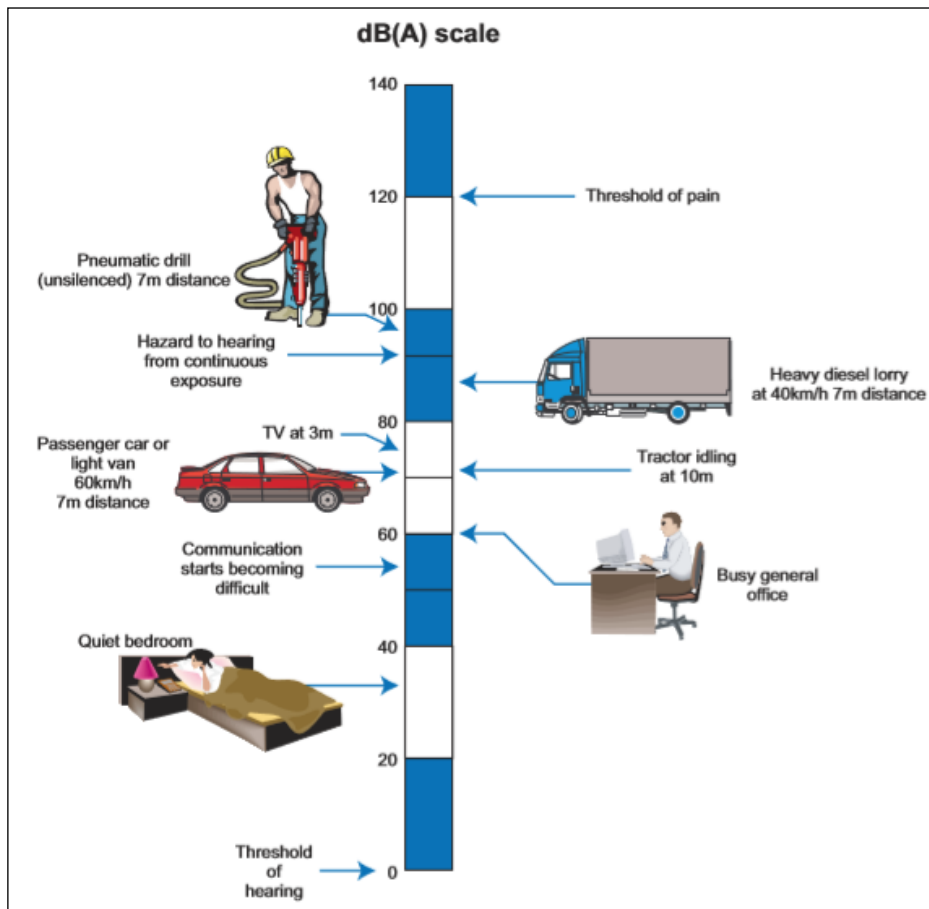 dB(A) scale
140
120
Threshold of pain
Pneumatic drill
(unsilenced) 7m distance
100
Hazard to hearing
from continuous
exposure
Heavy diesel lorry
at 40km/h 7m distance
80
TV at 3m
Passenger car or
light van
60km/h
7m distance
Tractor idling
at 10m
60
Communication
starts becoming
difficult
Busy general
office
40
Quiet bedroom
20
Threshold
of
hearing
0